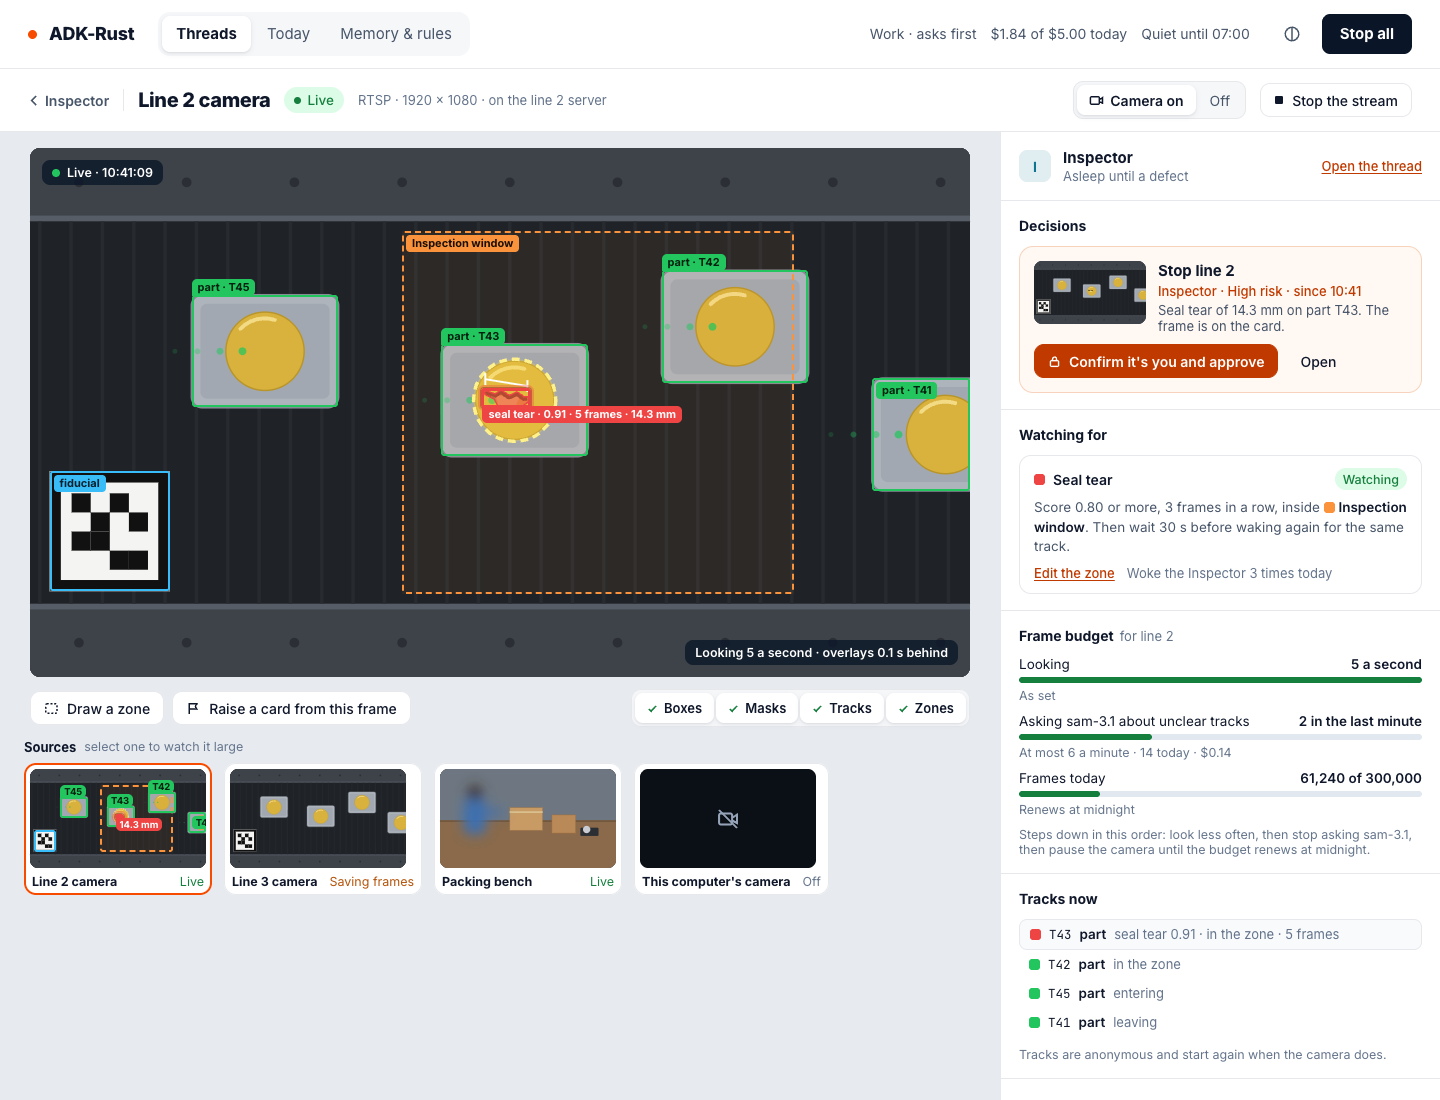 ADK-Rust
Threads
Today
Memory & rules
Work · asks first
$1.84 of $5.00 today
Quiet until 07:00
Stop all
Inspector
Line 2 camera
Live
RTSP · 1920 × 1080 · on the line 2 server
Camera on
Off
Stop the stream
Live · 10:41:09
Inspection window
part · T42
part · T45
part · T43
part · T41
seal tear · 0.91 · 5 frames · 14.3 mm
fiducial
Looking 5 a second · overlays 0.1 s behind
Draw a zone
Raise a card from this frame
Boxes
Masks
Tracks
Zones
Sources
select one to watch it large
T45
T43
T42
T4
14.3 mm
Line 2 camera
Live
Line 3 camera
Saving frames
Packing bench
Live
This computer's camera
Off
I
Inspector
Asleep until a defect
Open the thread
Decisions
Stop line 2
Inspector · High risk · since 10:41
Seal tear of 14.3 mm on part T43. The
frame is on the card.
Confirm it's you and approve
Open
Watching for
Seal tear
Watching
Score 0.80 or more, 3 frames in a row, inside Inspection
window. Then wait 30 s before waking again for the same
track.
Edit the zone
Woke the Inspector 3 times today
Frame budget for line 2
Looking
5 a second
As set
Asking sam-3.1 about unclear tracks
2 in the last minute
At most 6 a minute · 14 today · $0.14
Frames today
61,240 of 300,000
Renews at midnight
Steps down in this order: look less often, then stop asking sam-3.1,
then pause the camera until the budget renews at midnight.
Tracks now
T43 part seal tear 0.91 · in the zone · 5 frames
T42 part in the zone
T45 part entering
T41 part leaving
Tracks are anonymous and start again when the camera does.